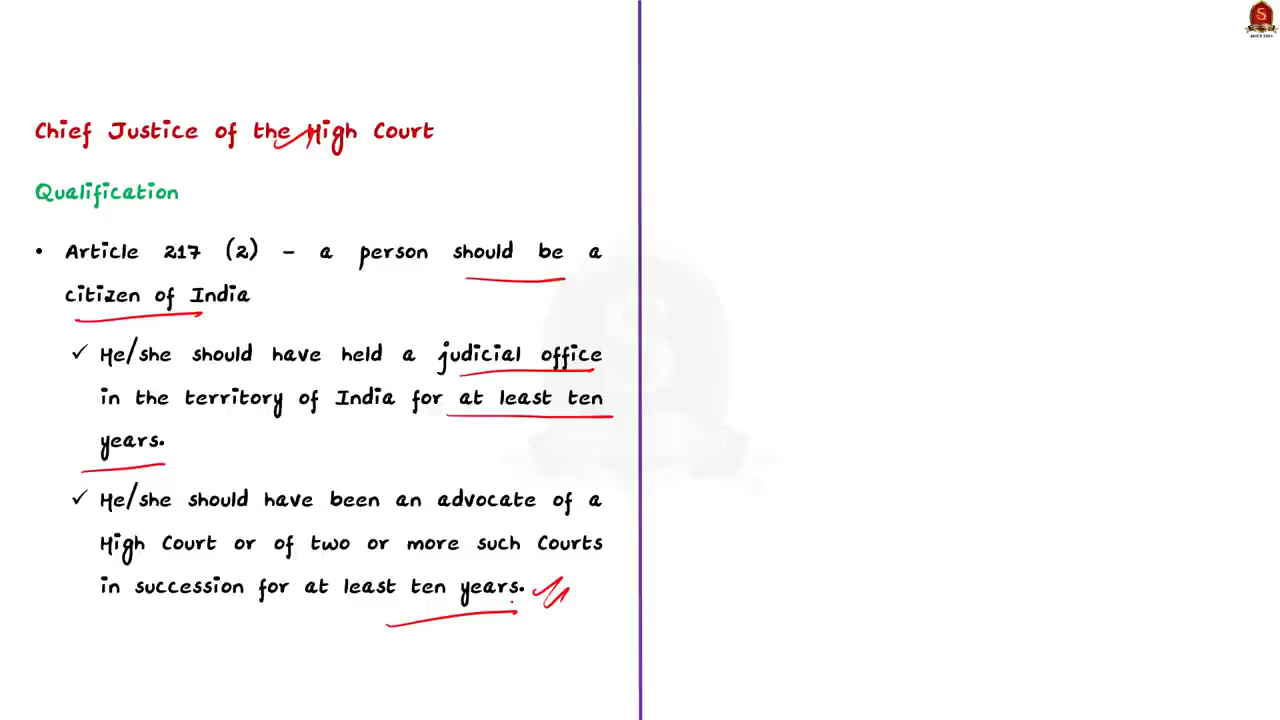 Chief Justice of the High Court
Qualification
• Article 217 (2) – a person should be a
citizen of India
✓ He/she should have held a judicial office
in the territory of India for at least ten
years.
✓ He/she should have been an advocate of a
High Court or of two or more such Courts
in succession for at least ten years.
S
SINCE 2004